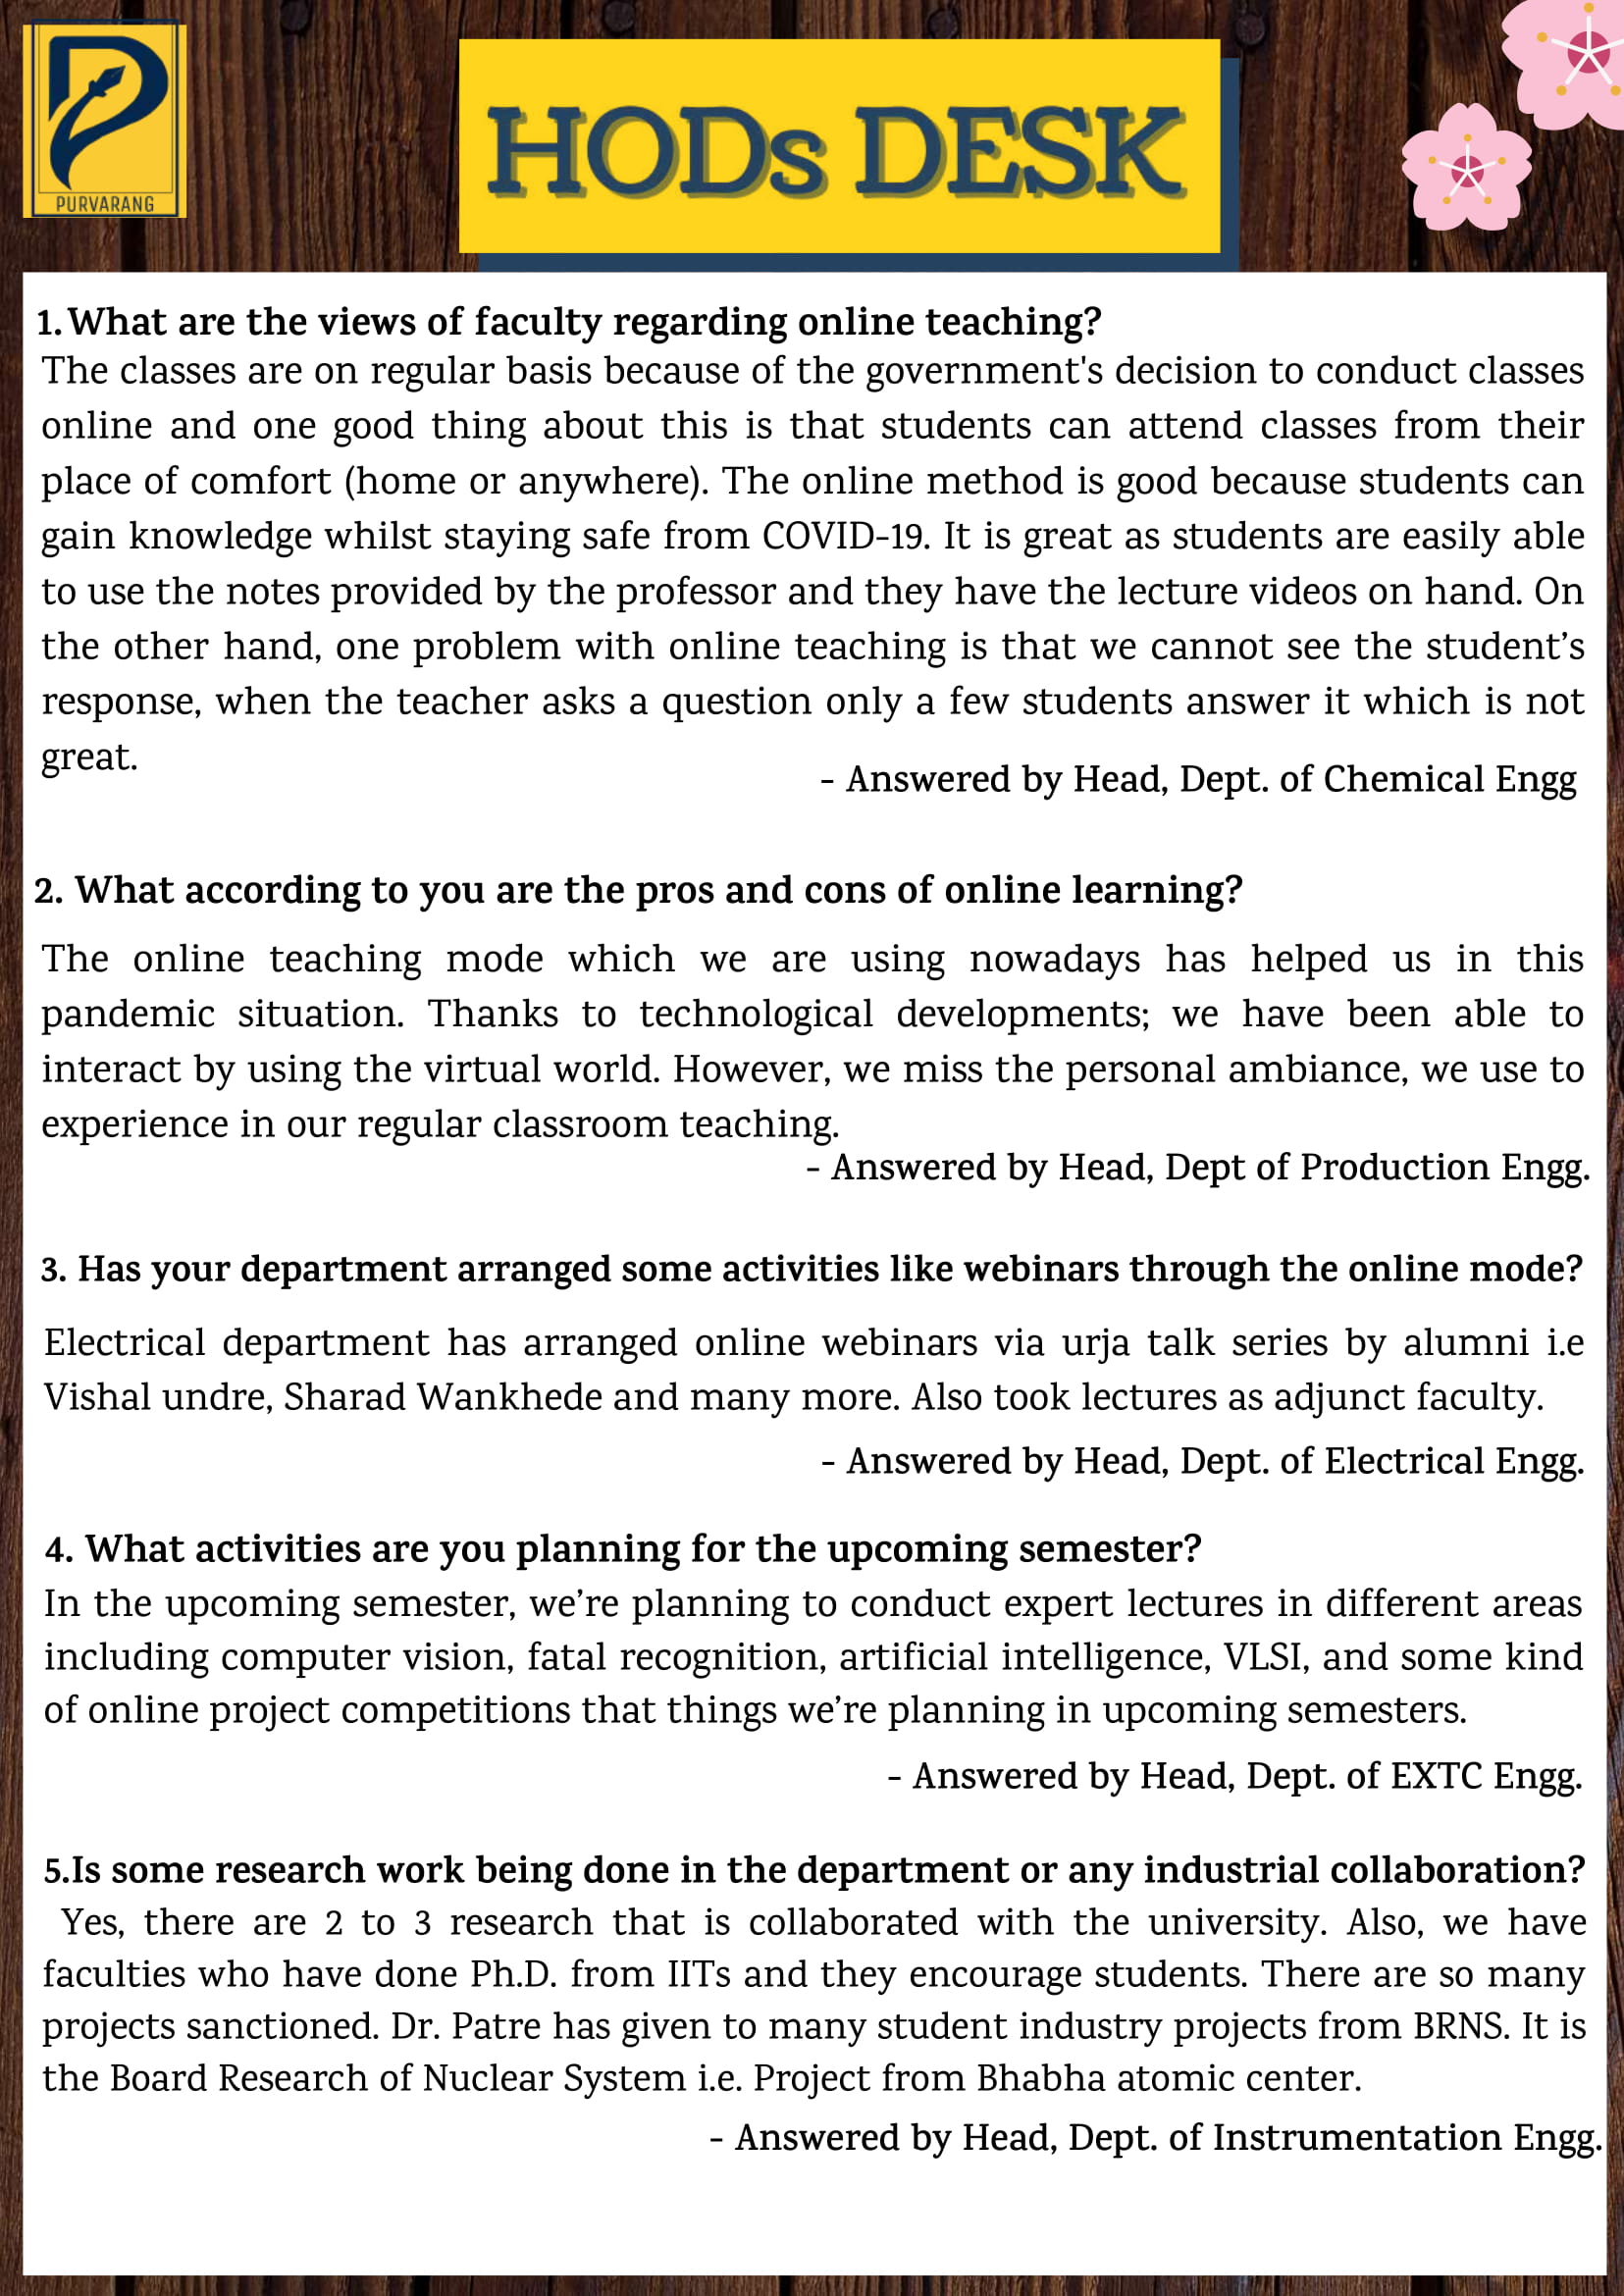 PURVARANG
HODs DESK
1. What are the views of faculty regarding online teaching?
The classes are on regular basis because of the government's decision to conduct classes
online and one good thing about this is that students can attend classes from their
place of comfort (home or anywhere). The online method is good because students can
gain knowledge whilst staying safe from COVID-19. It is great as students are easily able
to use the notes provided by the professor and they have the lecture videos on hand. On
the other hand, one problem with online teaching is that we cannot see the student’s
response, when the teacher asks a question only a few students answer it which is not
great.
- Answered by Head, Dept. of Chemical Engg
2. What according to you are the pros and cons of online learning?
The online teaching mode which we are using nowadays has helped us in this
pandemic situation. Thanks to technological developments; we have been able to
interact by using the virtual world. However, we miss the personal ambiance, we use to
experience in our regular classroom teaching.
- Answered by Head, Dept of Production Engg.
3. Has your department arranged some activities like webinars through the online mode?
Electrical department has arranged online webinars via urja talk series by alumni i.e
Vishal undre, Sharad Wankhede and many more. Also took lectures as adjunct faculty.
- Answered by Head, Dept. of Electrical Engg.
4. What activities are you planning for the upcoming semester?
In the upcoming semester, we’re planning to conduct expert lectures in different areas
including computer vision, fatal recognition, artificial intelligence, VLSI, and some kind
of online project competitions that things we’re planning in upcoming semesters.
- Answered by Head, Dept. of EXTC Engg.
5.Is some research work being done in the department or any industrial collaboration?
Yes, there are 2 to 3 research that is collaborated with the university. Also, we have
faculties who have done Ph.D. from IITs and they encourage students. There are so many
projects sanctioned. Dr. Patre has given to many student industry projects from BRNS. It is
the Board Research of Nuclear System i.e. Project from Bhabha atomic center.
- Answered by Head, Dept. of Instrumentation Engg.